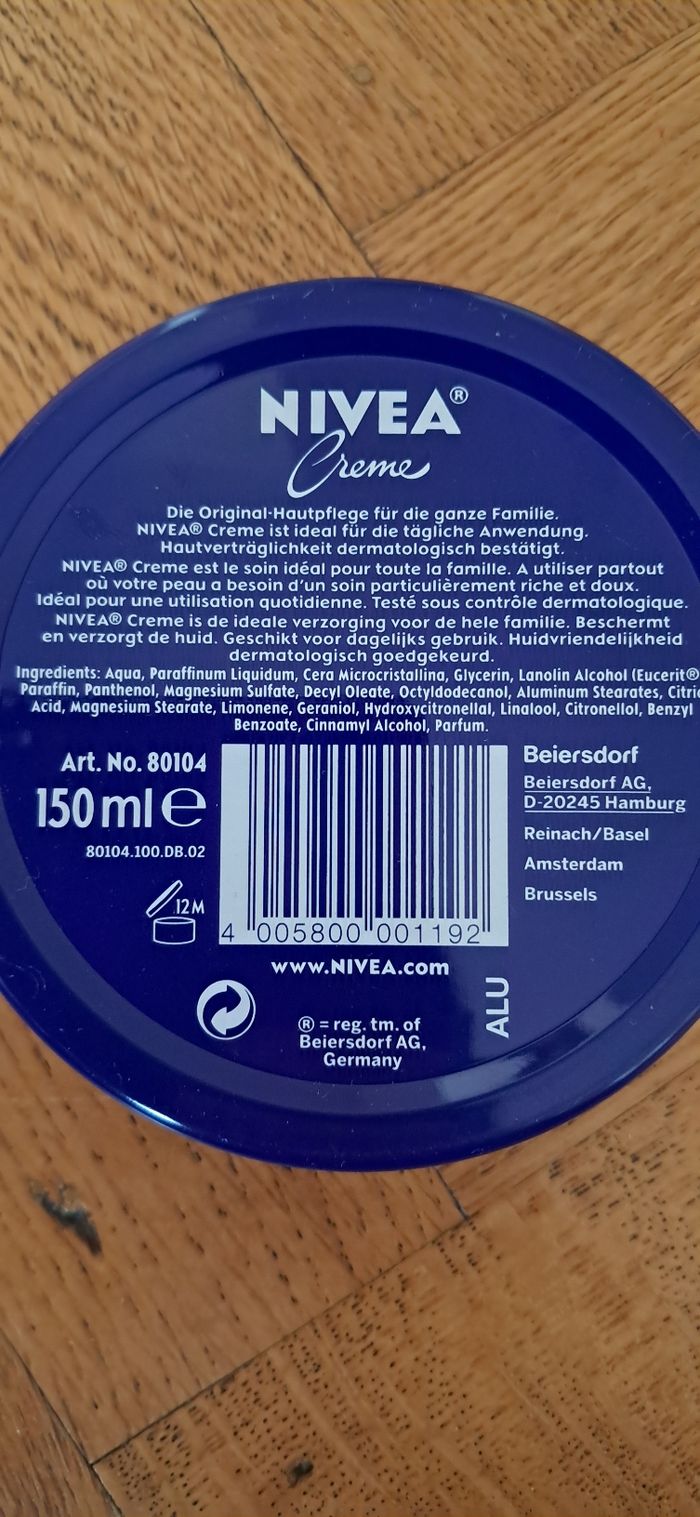 NIVEA®
Creme
Die Original-Hautpflege für die ganze Familie.
NIVEA® Creme ist ideal für die tägliche Anwendung.
Hautverträglichkeit dermatologisch bestätigt.
NIVEA® Creme est le soin idéal pour toute la famille. A utiliser partout
où votre peau a besoin d'un soin particulièrement riche et doux.
Idéal pour une utilisation quotidienne. Testé sous contrôle dermatologique.
NIVEA® Creme is de ideale verzorging voor de hele familie. Beschermt
en verzorgt de huid. Geschikt voor dagelijks gebruik. Huidvriendelijkheid
dermatologisch goedgekeurd.
Ingredients: Aqua, Paraffinum Liquidum, Cera Microcristallina, Glycerin, Lanolin Alcohol (Eucerit®
Paraffin, Panthenol, Magnesium Sulfate, Decyl Oleate, Octyldodecanol, Aluminum Stearates, Citri
Acid, Magnesium Stearate, Limonene, Geraniol, Hydroxycitronellal, Linalool, Citronellol, Benzyl
Benzoate, Cinnamyl Alcohol, Parfum.
Art. No. 80104
150 ml e
80104.100.DB.02
12M
4 005800 001192
Beiersdorf
Beiersdorf AG,
D-20245 Hamburg
Reinach/Basel
Amsterdam
Brussels
www.NIVEA.com
ALU
® = reg. tm. of
Beiersdorf AG,
Germany